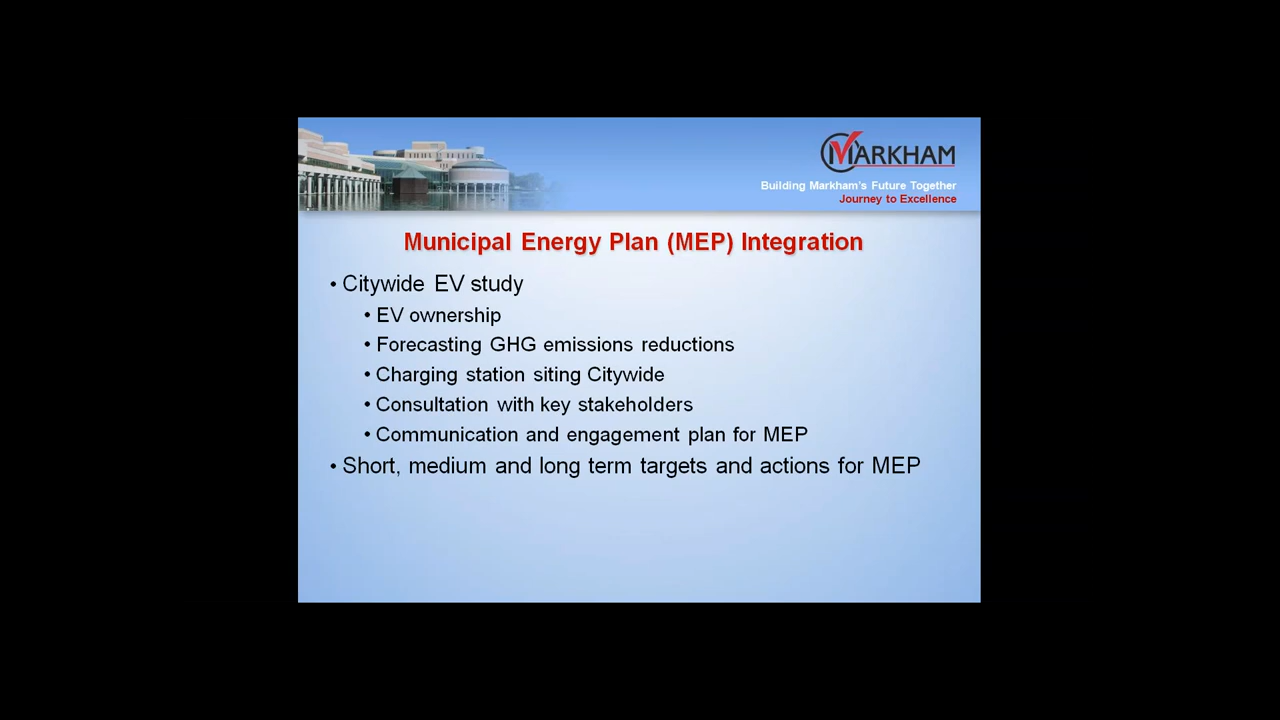 MARKHAM
Building Markham's Future Together
Journey to Excellence
Municipal Energy Plan (MEP) Integration
• Citywide EV study
• EV ownership
• Forecasting GHG emissions reductions
• Charging station siting Citywide
• Consultation with key stakeholders
• Communication and engagement plan for MEP
• Short, medium and long term targets and actions for MEP